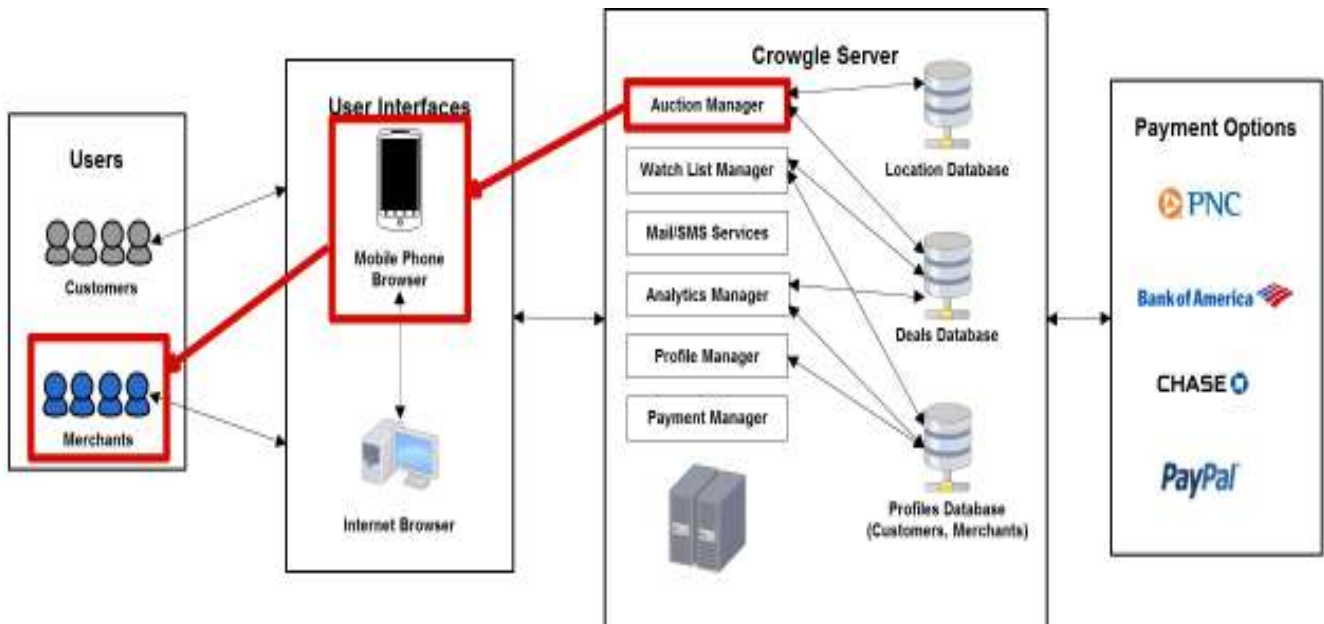 Users
Customers
Merchants
User Interfaces
Mobile Phone
Browser
Internet Browser
Crowgle Server
Auction Manager
Watch List Manager
Mail/SMS Services
Analytics Manager
Profile Manager
Payment Manager
Location Database
Deals Database
Profiles Database
(Customers, Merchants)
Payment Options
PNC
Bank of America
CHASE
PayPal